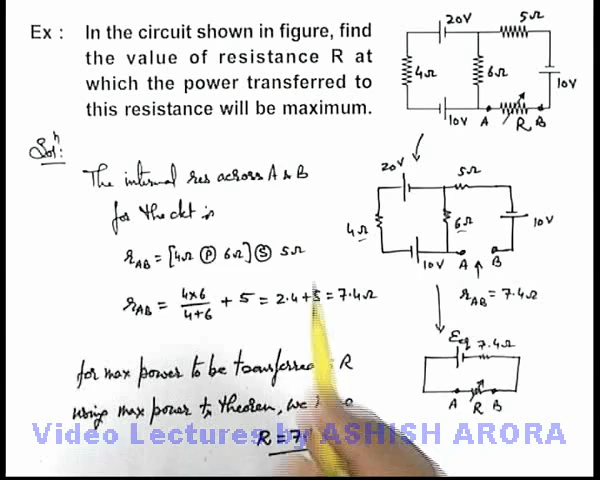 Ex : In the circuit shown in figure, find
the value of resistance R at
which the power transferred to
this resistance will be maximum.
20V 5Ω
4Ω 6Ω
10V
10V A R B
Solⁿ:
The internal res across A & B
for the ckt is
r_AB = [4Ω Ⓟ 6Ω] Ⓢ 5Ω
r_AB = 4×6/4+6 + 5 = 2.4+5 = 7.4Ω
20V 5Ω
4Ω 6Ω 10V
10V A B
r_AB = 7.4Ω
Eq 7.4Ω
A R B
for max power to be transferred R
using max power tr theorem, we
R = 7
Video Lectures by ASHISH ARORA